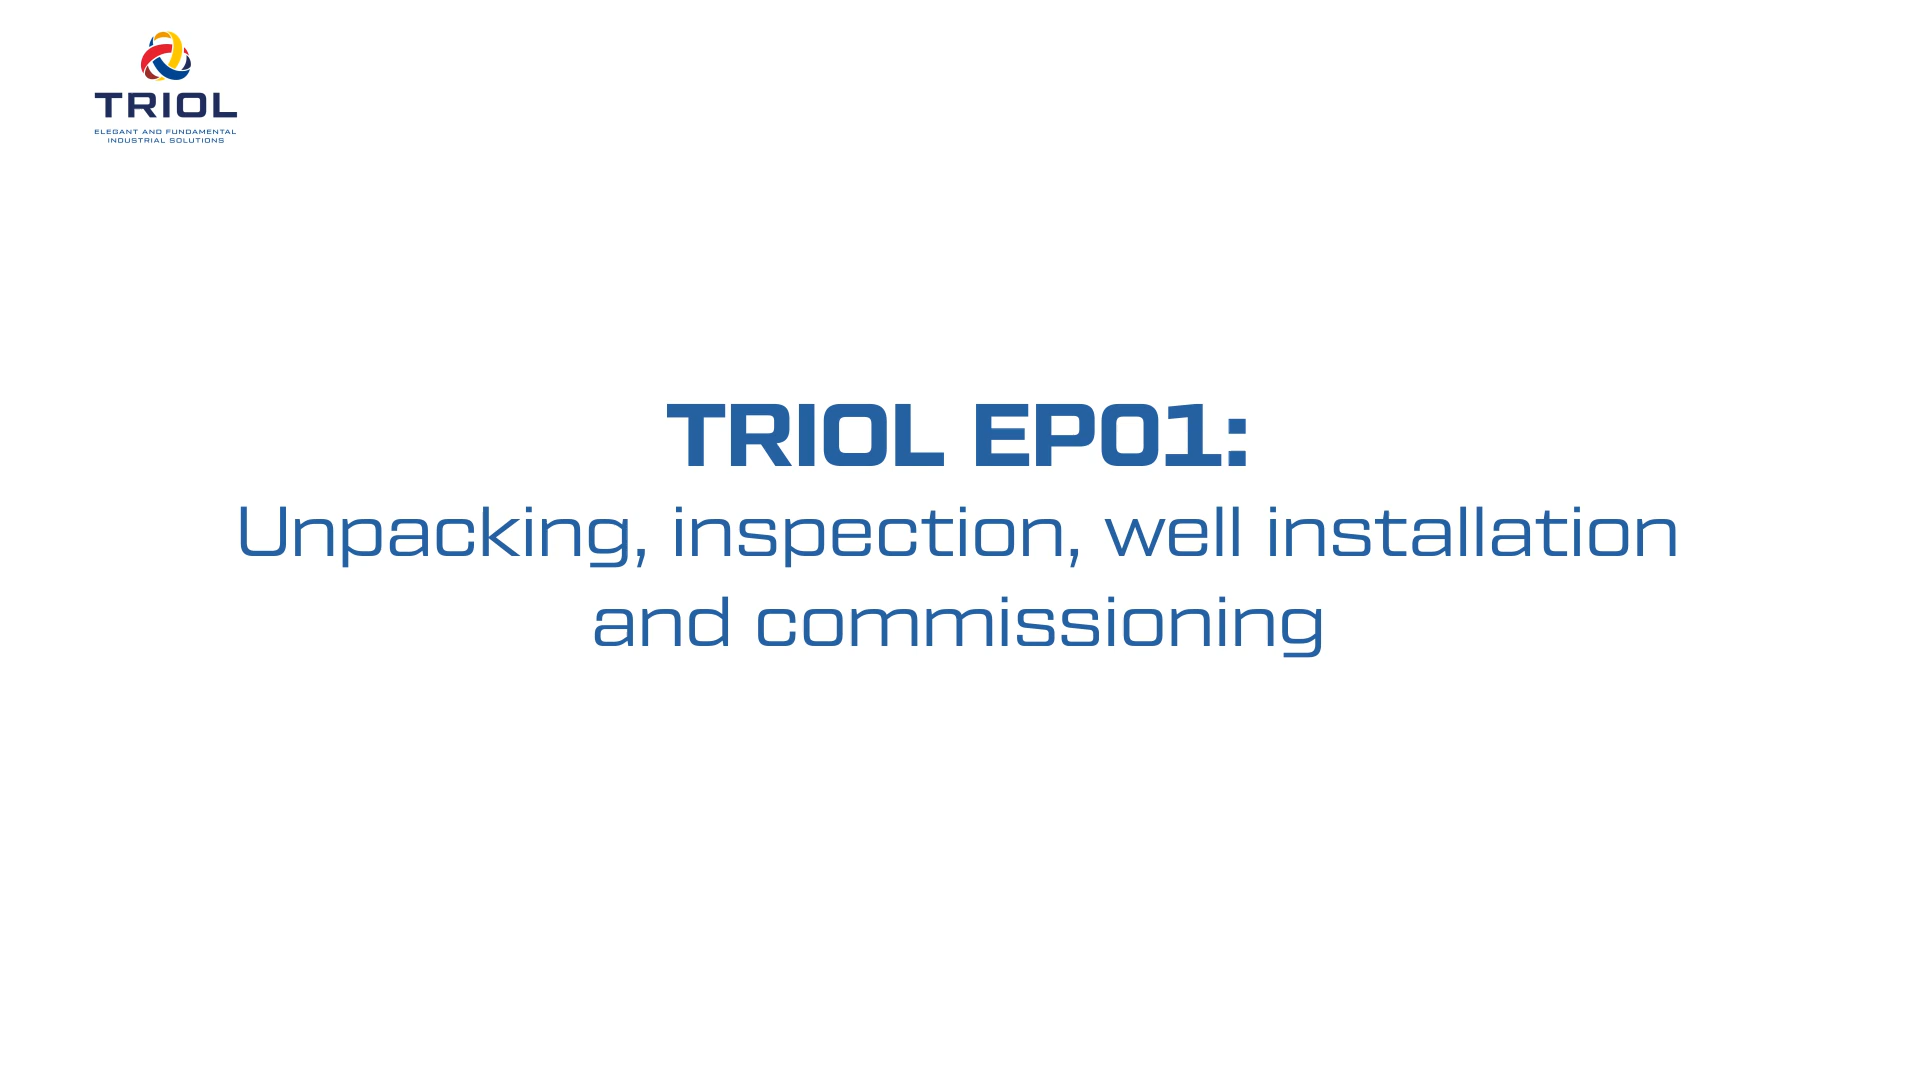 TRIOL
ELEGANT AND FUNDAMENTAL
INDUSTRIAL SOLUTIONS
TRIOL EP01:
Unpacking, inspection, well installation
and commissioning